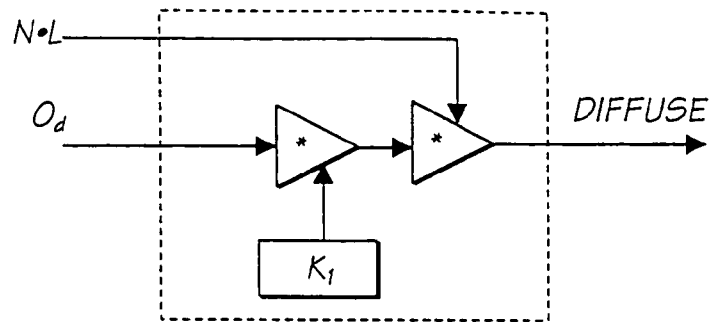 N•L
O_d
DIFFUSE
*
*
K_1